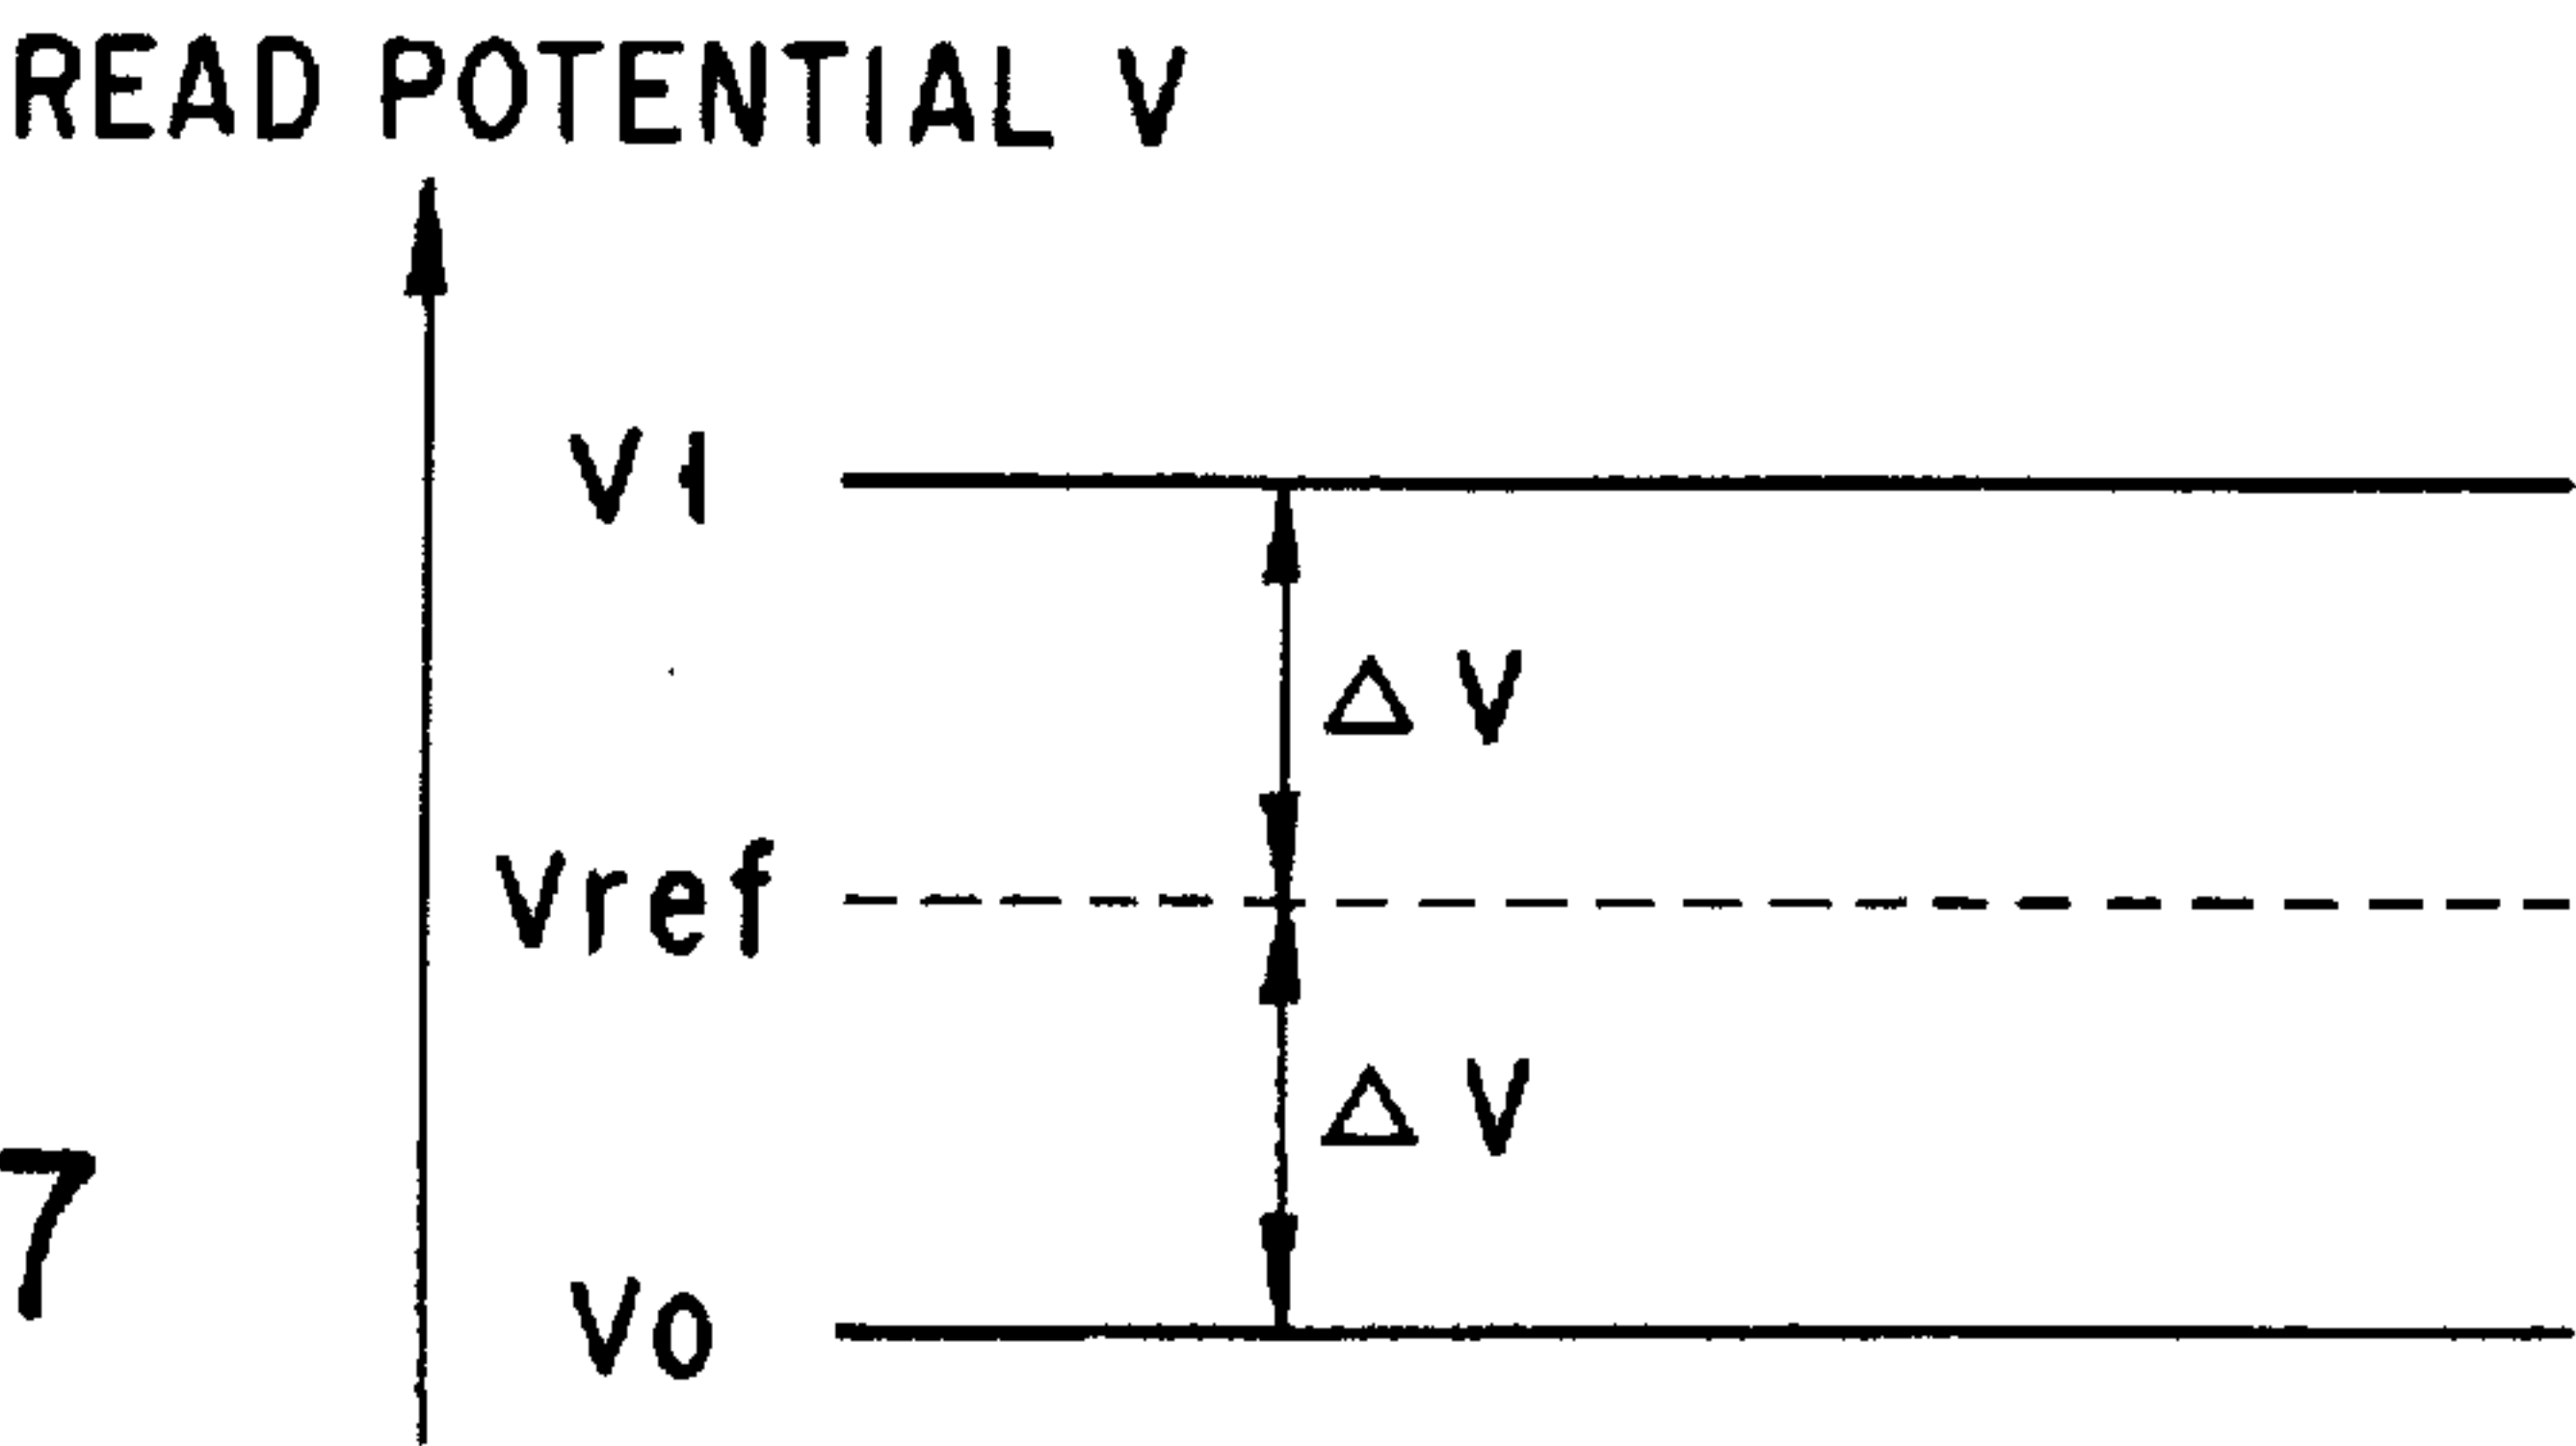 READ POTENTIAL V
V1
ΔV
Vref
ΔV
7
V0